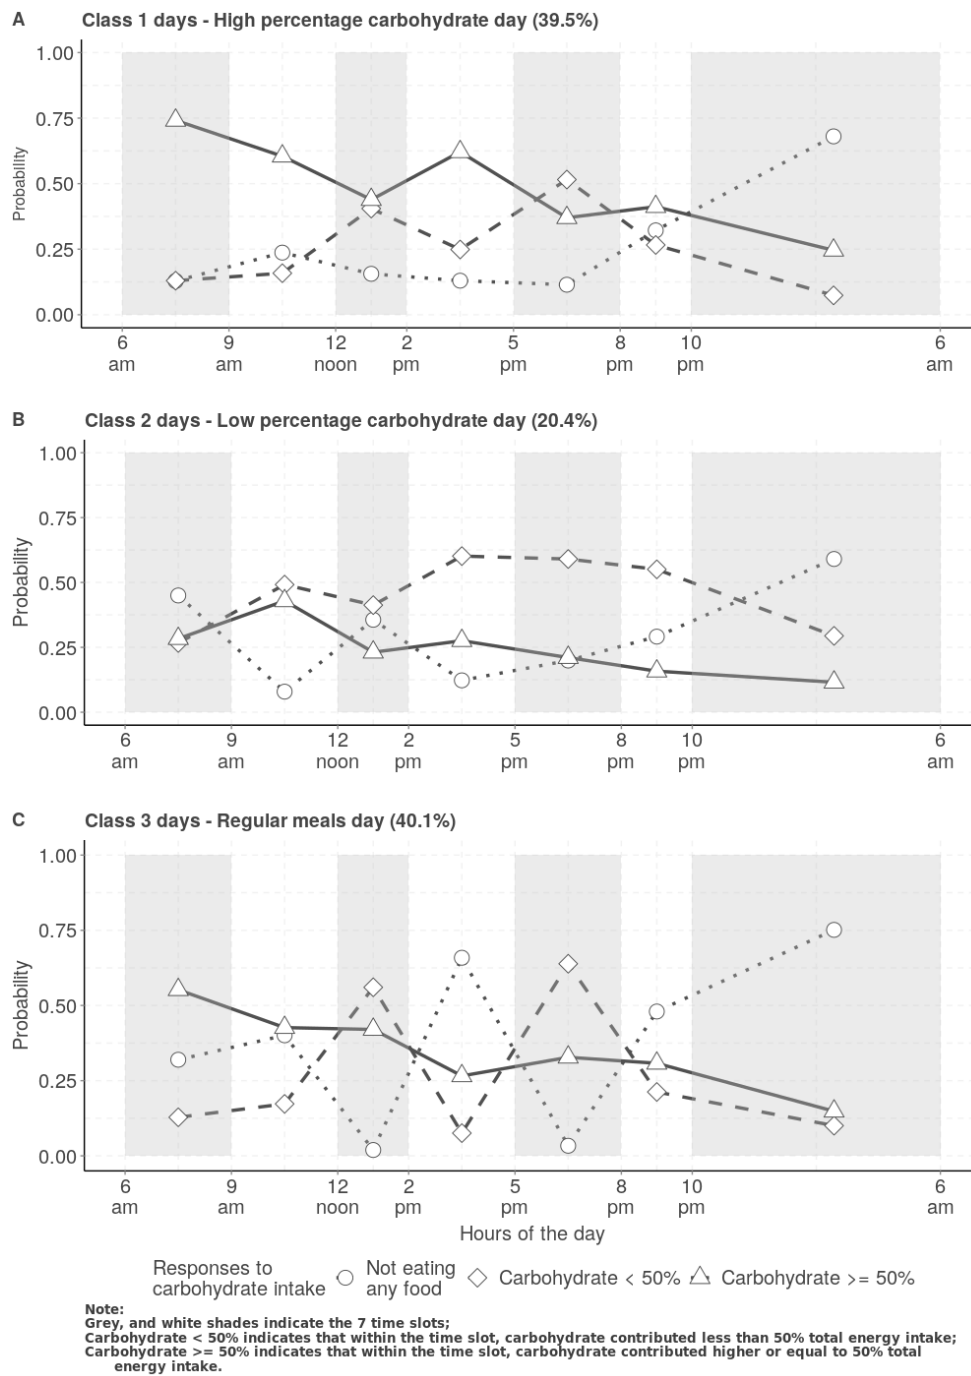 A Class 1 days - High percentage carbohydrate day (39.5%)
1.00
0.75
0.50
0.25
0.00
Probability
6 9 12 2 5 8 10 6
am am noon pm pm pm pm am
B Class 2 days - Low percentage carbohydrate day (20.4%)
1.00
0.75
0.50
0.25
0.00
Probability
6 9 12 2 5 8 10 6
am am noon pm pm pm pm am
C Class 3 days - Regular meals day (40.1%)
1.00
0.75
0.50
0.25
0.00
Probability
6 9 12 2 5 8 10 6
am am noon pm pm pm pm am
Hours of the day
Responses to carbohydrate intake
Not eating any food
Carbohydrate < 50%
Carbohydrate >= 50%
Note:
Grey, and white shades indicate the 7 time slots;
Carbohydrate < 50% indicates that within the time slot, carbohydrate contributed less than 50% total energy intake;
Carbohydrate >= 50% indicates that within the time slot, carbohydrate contributed higher or equal to 50% total
energy intake.